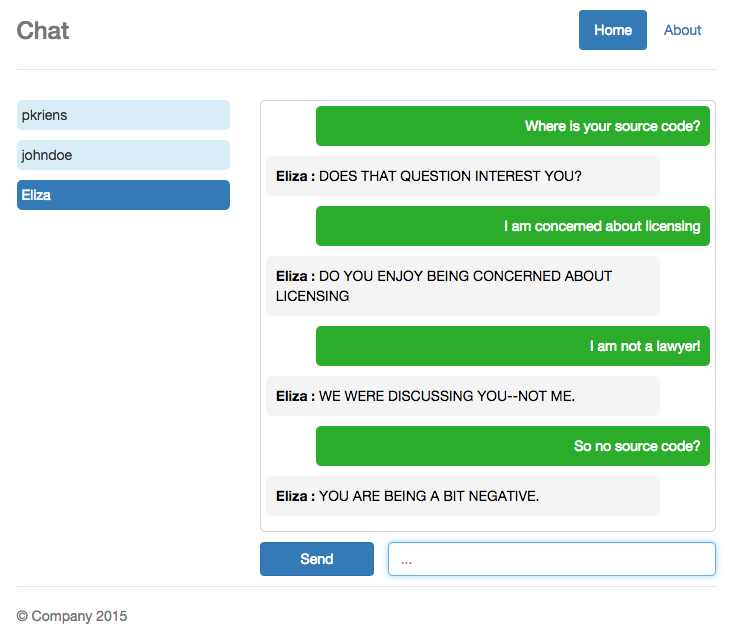 Chat
Home
About
pkriens
johndoe
Eliza
Where is your source code?
Eliza : DOES THAT QUESTION INTEREST YOU?
I am concerned about licensing
Eliza : DO YOU ENJOY BEING CONCERNED ABOUT
LICENSING
I am not a lawyer!
Eliza : WE WERE DISCUSSING YOU--NOT ME.
So no source code?
Eliza : YOU ARE BEING A BIT NEGATIVE.
Send
...
© Company 2015